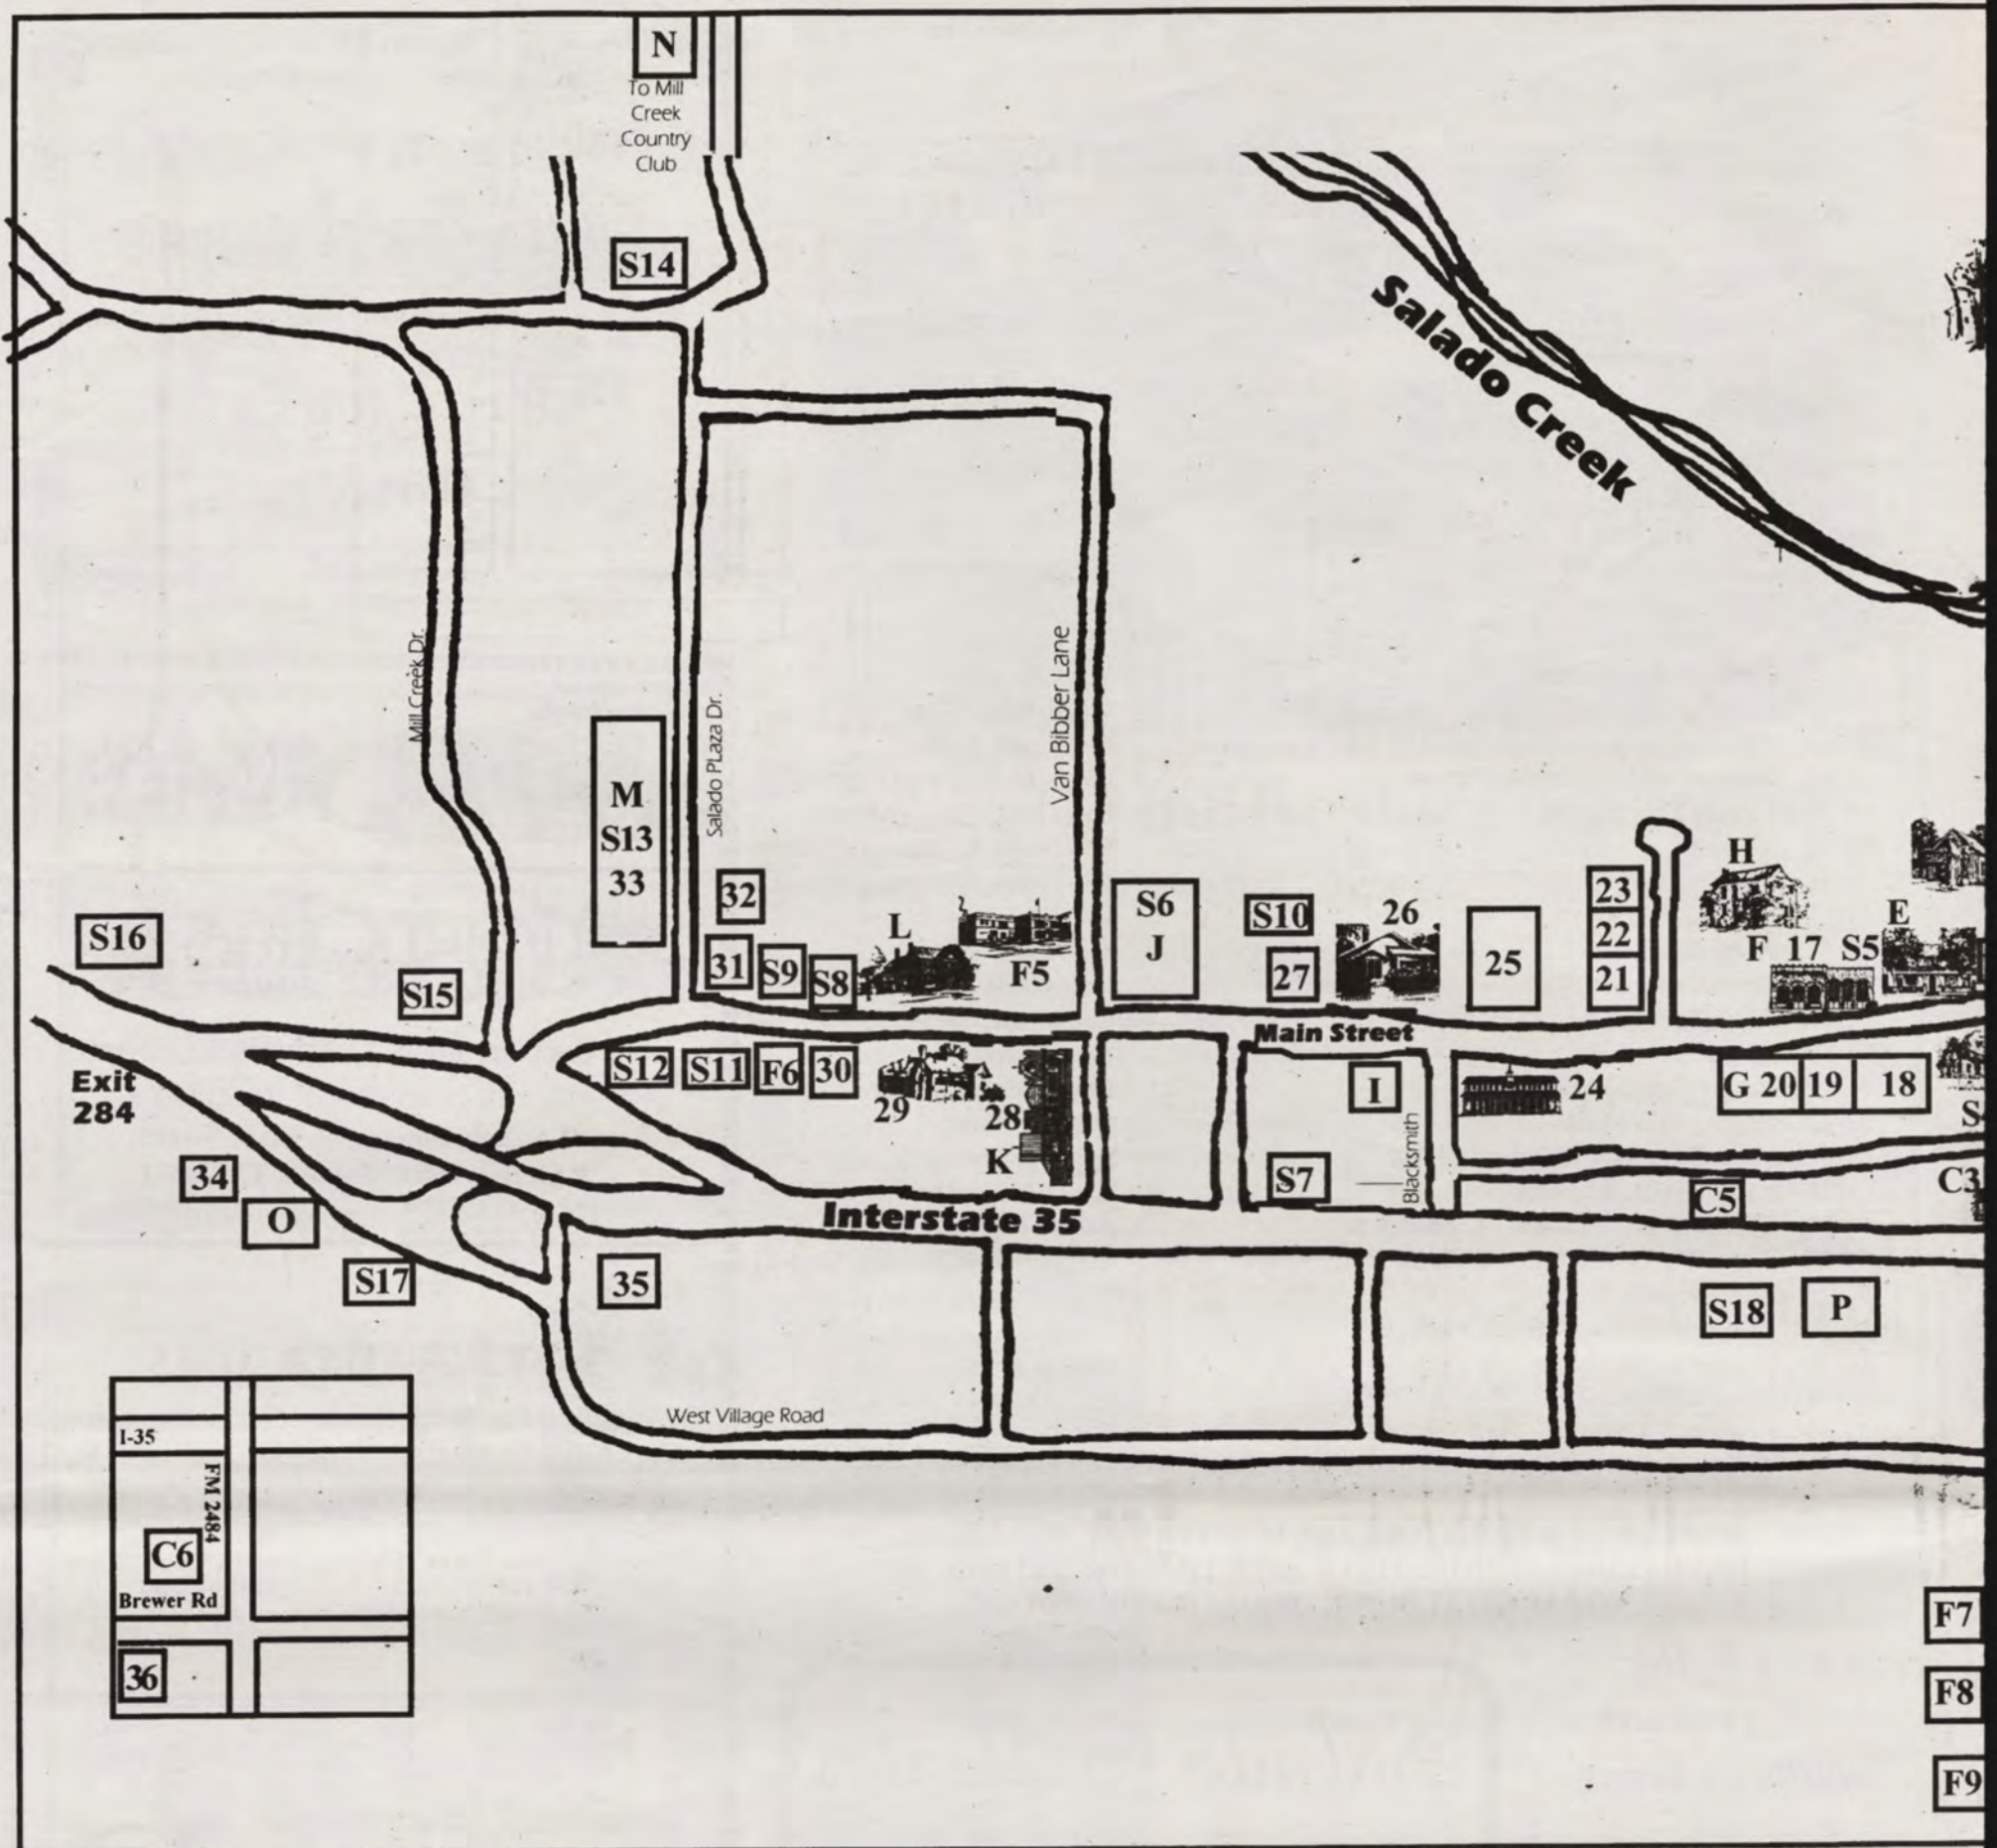 N
To Mill
Creek
Country
Club
S14
Salado Creek
Mill Creek Dr.
Salado PLaza Dr.
Van Bibber Lane
M
S13
33
32
31
S9
S8
L
F5
S6
J
S10
27
26
25
23
22
21
H
F 17 S5
E
S16
S15
Main Street
Exit
284
S12
S11
F6
30
29
28
K
I
Blacksmith
24
G 20
19
18
S7
C5
C3
34
O
S17
Interstate 35
35
S18
P
West Village Road
I-35
FM 2484
C6
Brewer Rd
36
F7
F8
F9